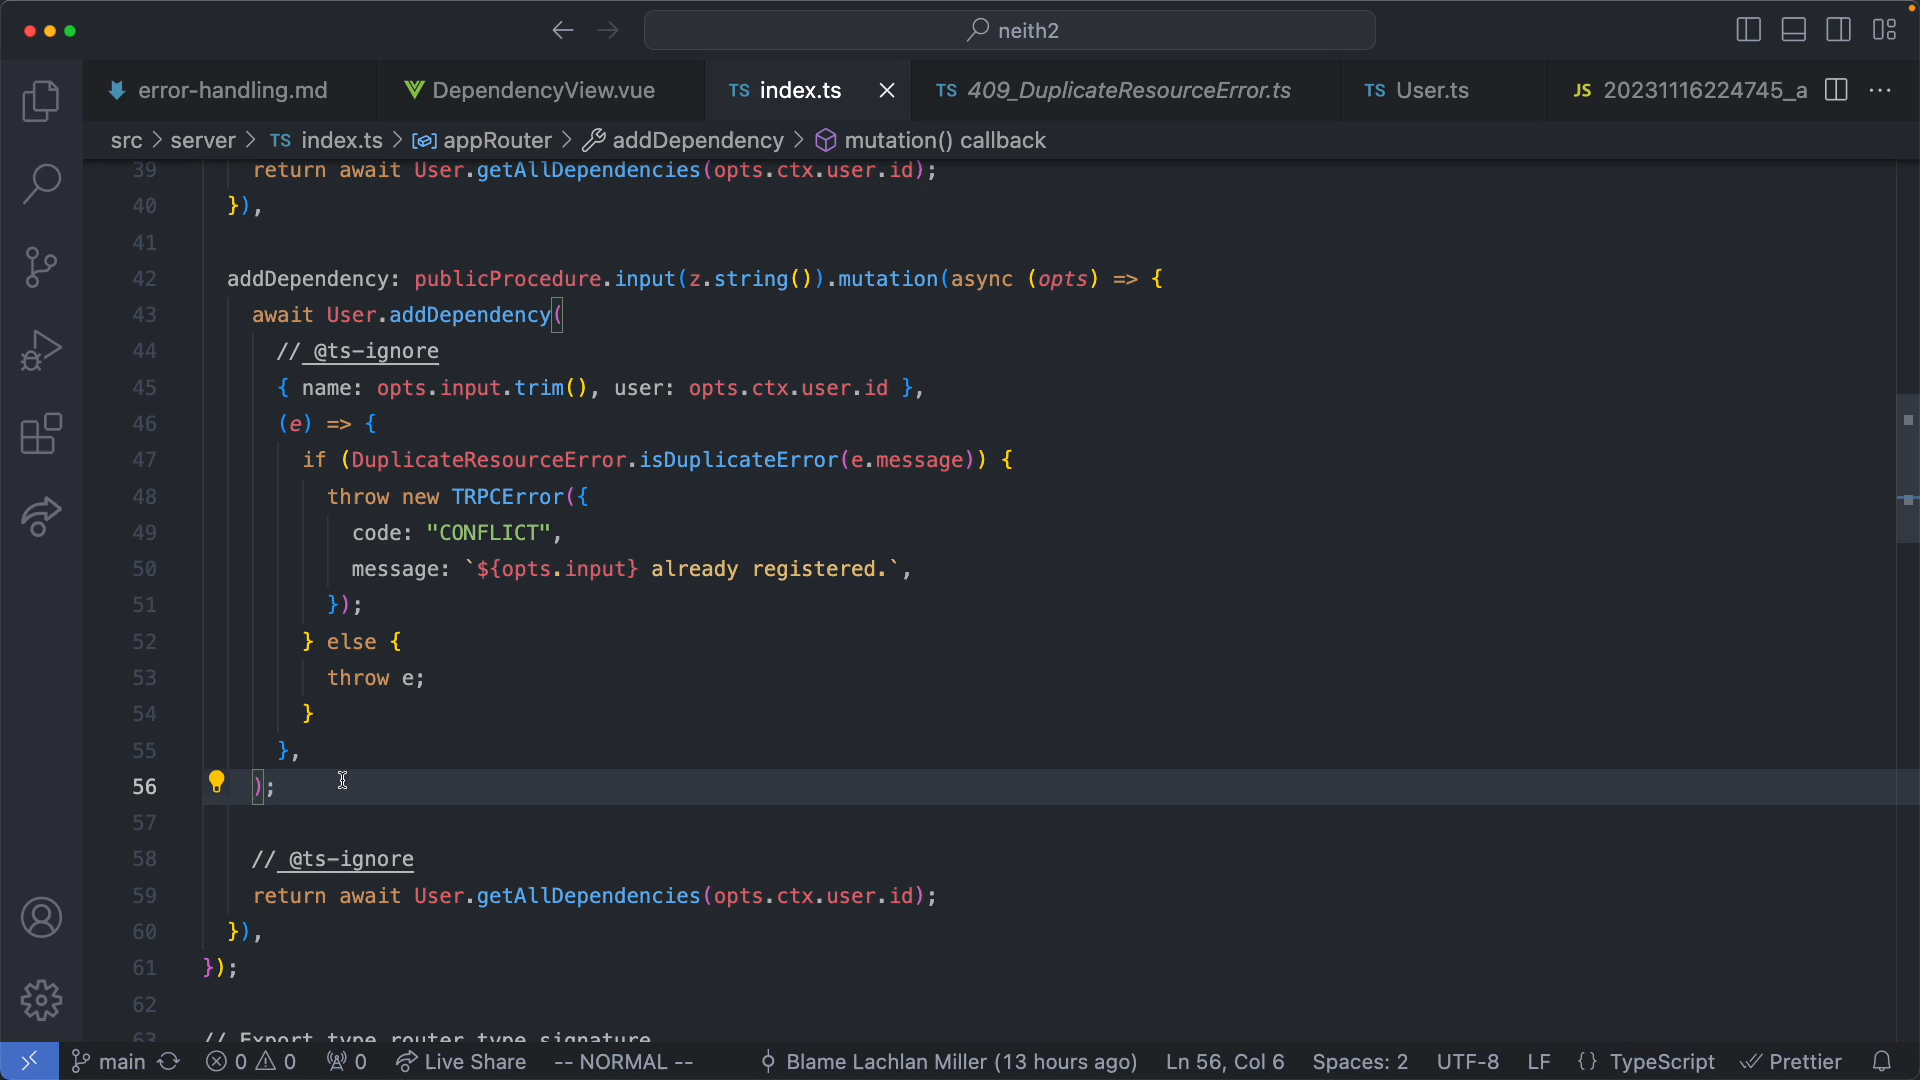 neith2
error-handling.md
DependencyView.vue
TS index.ts
TS 409_DuplicateResourceError.ts
TS User.ts
JS 20231116224745_a
src > server > TS index.ts > appRouter > addDependency > mutation() callback
39 return await User.getAllDependencies(opts.ctx.user.id);
40 }),
41
42 addDependency: publicProcedure.input(z.string()).mutation(async (opts) => {
43 await User.addDependency(
44 // @ts-ignore
45 { name: opts.input.trim(), user: opts.ctx.user.id },
46 (e) => {
47 if (DuplicateResourceError.isDuplicateError(e.message)) {
48 throw new TRPCError({
49 code: "CONFLICT",
50 message: `${opts.input} already registered.`,
51 });
52 } else {
53 throw e;
54 }
55 },
56 );
57
58 // @ts-ignore
59 return await User.getAllDependencies(opts.ctx.user.id);
60 }),
61 });
62
63 // Export type router type signature
main 0 0 0 Live Share -- NORMAL -- Blame Lachlan Miller (13 hours ago) Ln 56, Col 6 Spaces: 2 UTF-8 LF {} TypeScript Prettier